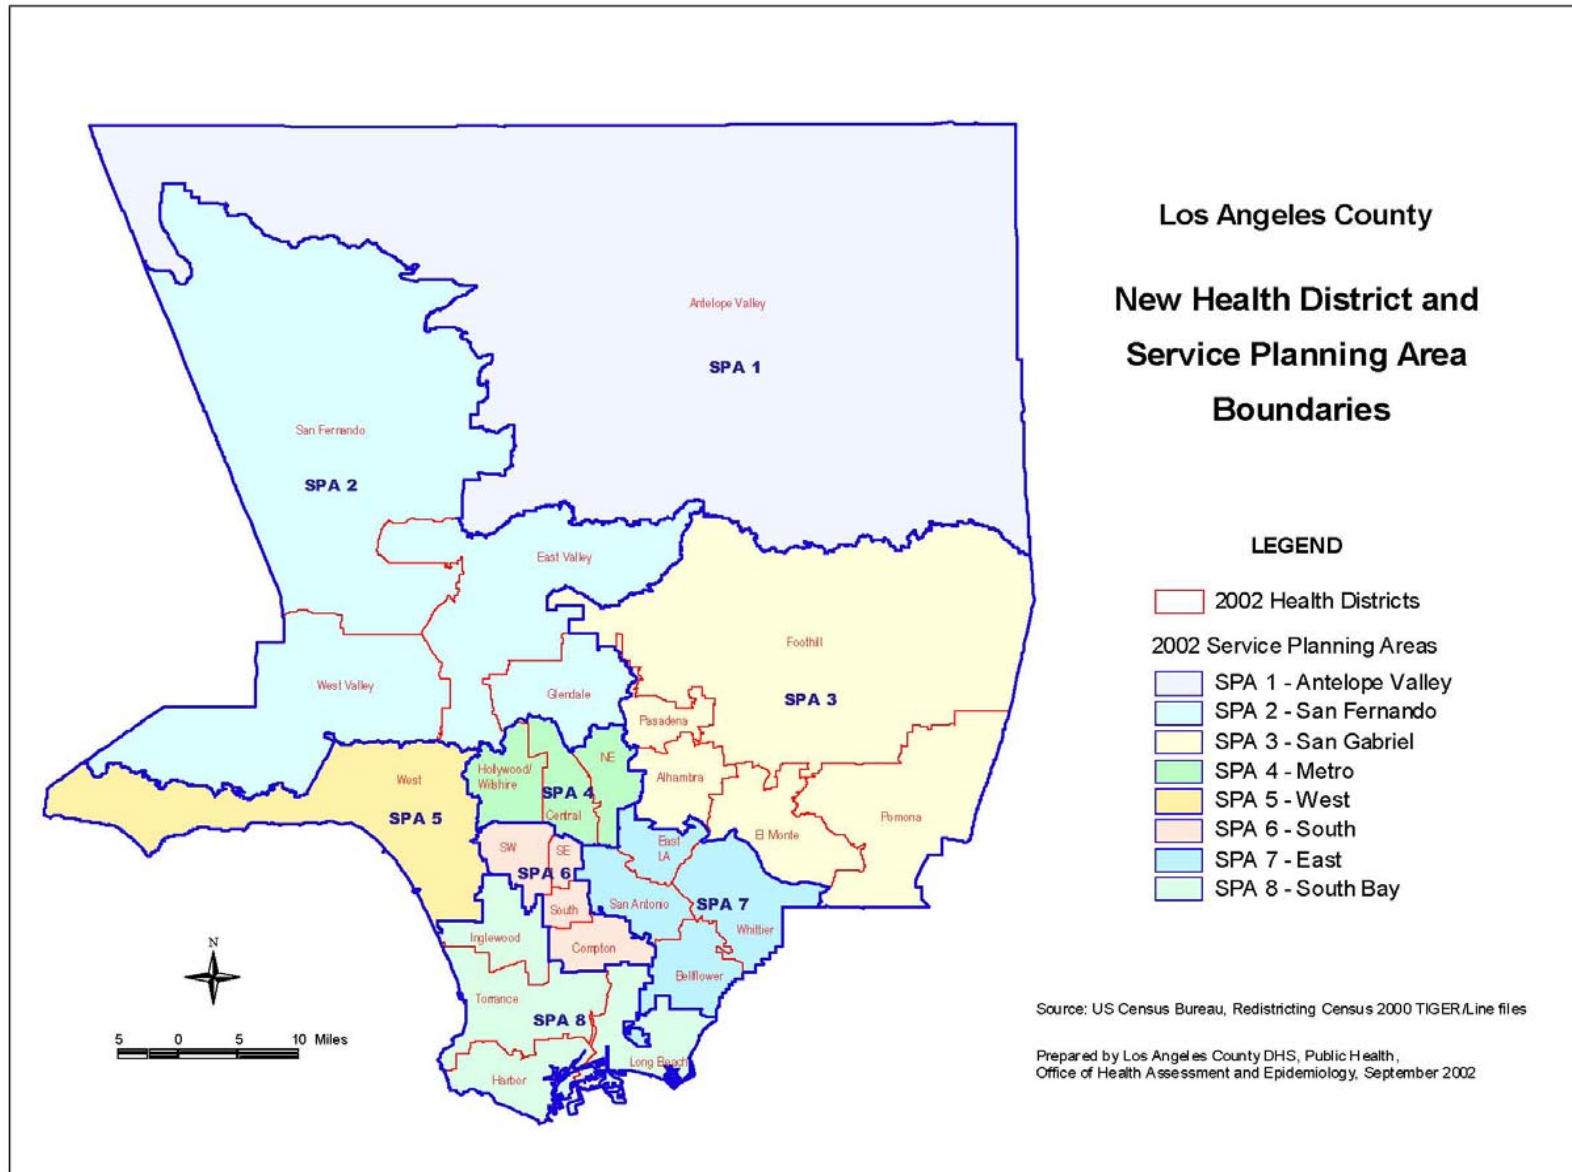 Los Angeles County
New Health District and
Service Planning Area
Boundaries
Antelope Valley
SPA 1
San Fernando
SPA 2
East Valley
West Valley
Glendale
Foothill
SPA 3
Pasadena
Alhambra
El Monte
Pomona
NE
Hollywood/
Wilshire
SPA 4
Central
West
SPA 5
SW
SE
SPA 6
South
Compton
East
LA
San Antonio
SPA 7
Whittier
Bellflower
Inglewood
Torrance
SPA 8
Long Beach
Harbor
N
5 0 5 10 Miles
LEGEND
2002 Health Districts
2002 Service Planning Areas
SPA 1 - Antelope Valley
SPA 2 - San Fernando
SPA 3 - San Gabriel
SPA 4 - Metro
SPA 5 - West
SPA 6 - South
SPA 7 - East
SPA 8 - South Bay
Source: US Census Bureau, Redistricting Census 2000 TIGER/Line files
Prepared by Los Angeles County DHS, Public Health,
Office of Health Assessment and Epidemiology, September 2002